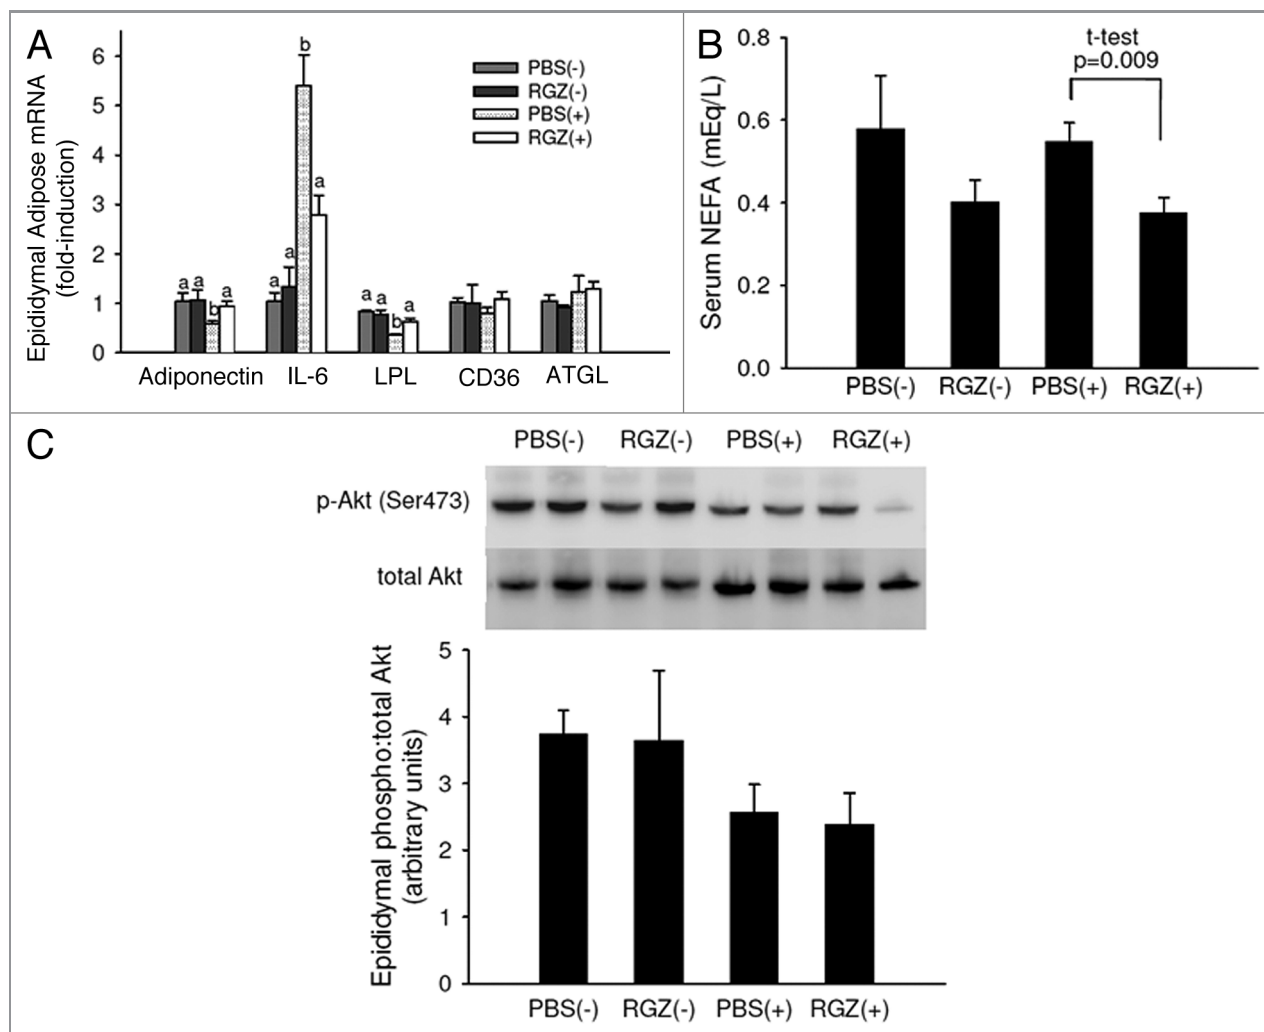 A
Epididymal Adipose mRNA
(fold-induction)
6
5
4
3
2
1
0
b
a
a
a
a
b
a
a
a
a
a
b
a
PBS(-)
RGZ(-)
PBS(+)
RGZ(+)
Adiponectin IL-6 LPL CD36 ATGL
B
Serum NEFA (mEq/L)
0.8
0.6
0.4
0.2
0.0
t-test
p=0.009
PBS(-) RGZ(-) PBS(+) RGZ(+)
C
PBS(-) RGZ(-) PBS(+) RGZ(+)
p-Akt (Ser473)
total Akt
Epididymal phospho:total Akt
(arbitrary units)
5
4
3
2
1
0
PBS(-) RGZ(-) PBS(+) RGZ(+)